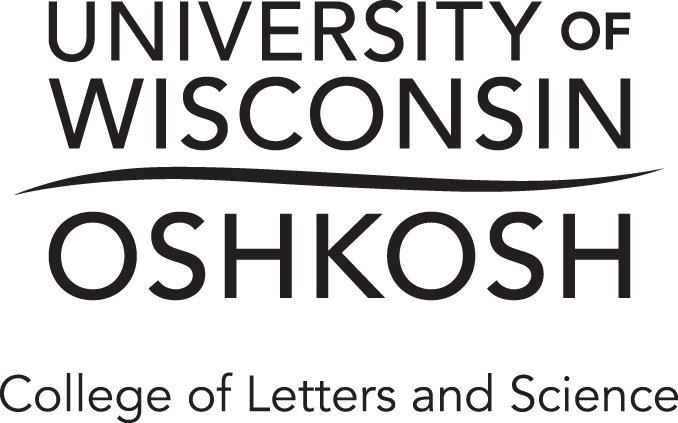 UNIVERSITY OF
WISCONSIN
OSHKOSH
College of Letters and Science